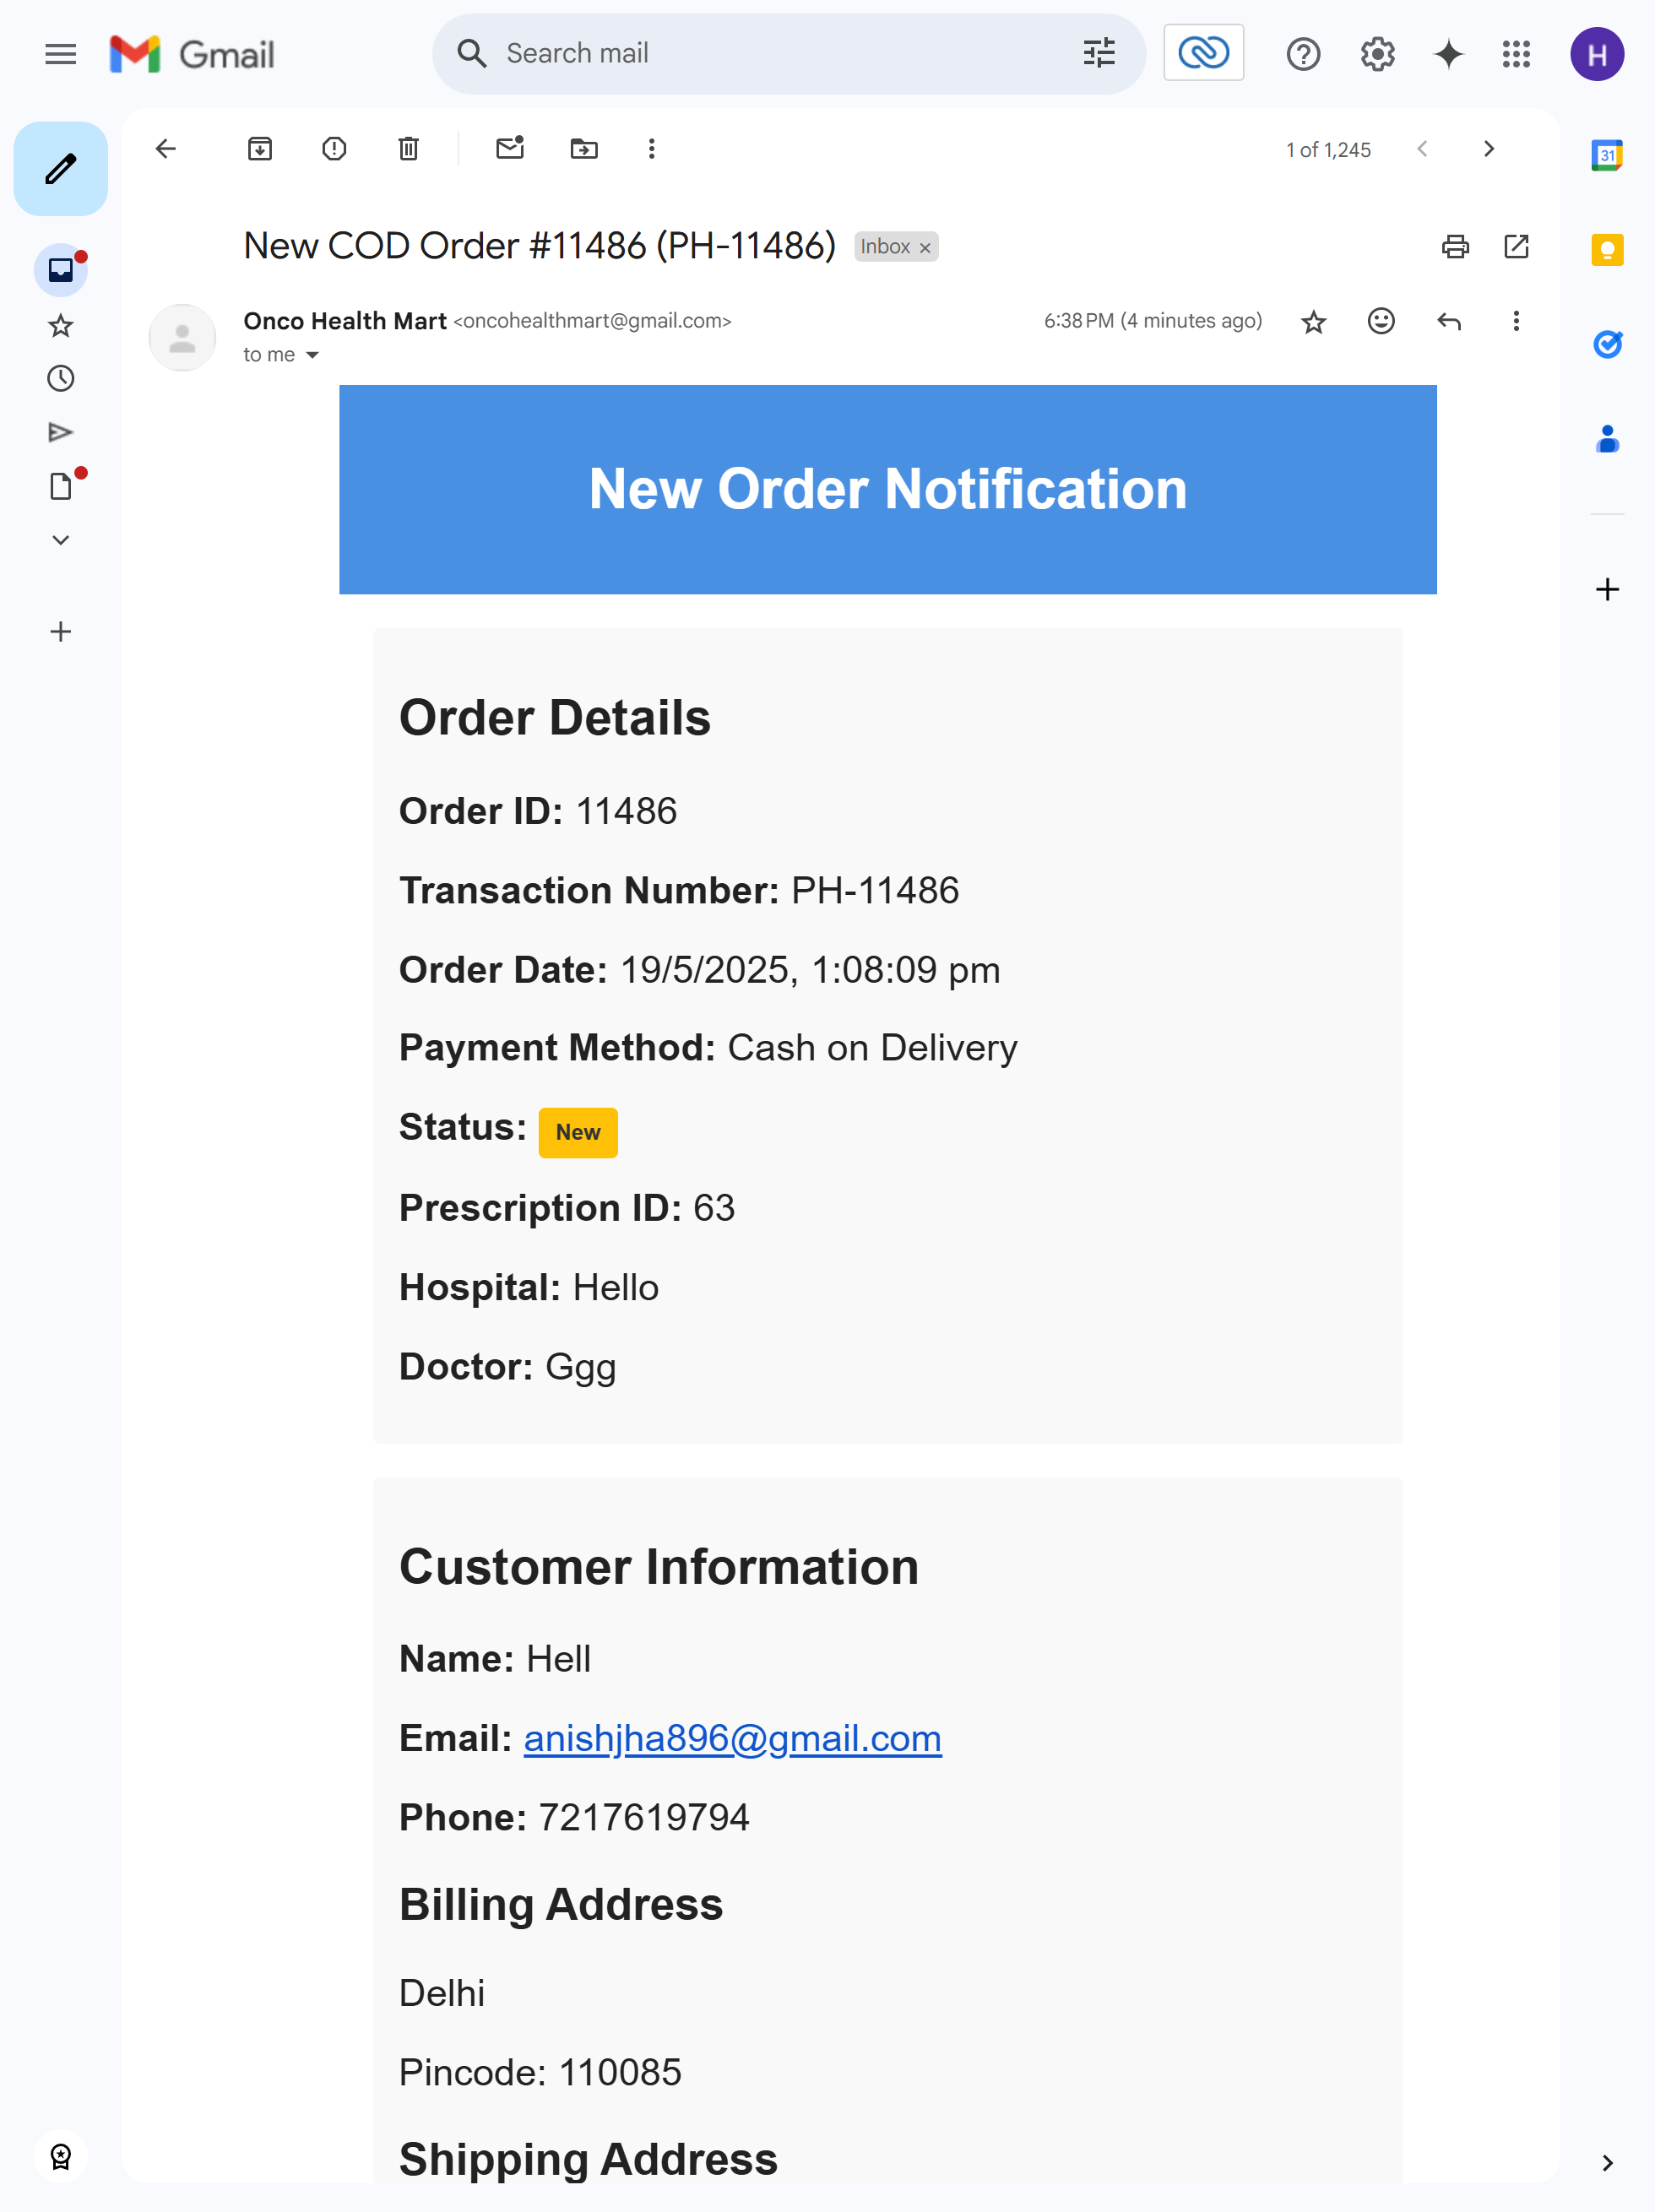 Gmail
Search mail
H
1 of 1,245
31
New COD Order #11486 (PH-11486)
Inbox ×
Onco Health Mart <oncohealthmart@gmail.com>
6:38 PM (4 minutes ago)
to me
New Order Notification
Order Details
Order ID: 11486
Transaction Number: PH-11486
Order Date: 19/5/2025, 1:08:09 pm
Payment Method: Cash on Delivery
Status: New
Prescription ID: 63
Hospital: Hello
Doctor: Ggg
Customer Information
Name: Hell
Email: anishjha896@gmail.com
Phone: 7217619794
Billing Address
Delhi
Pincode: 110085
Shipping Address